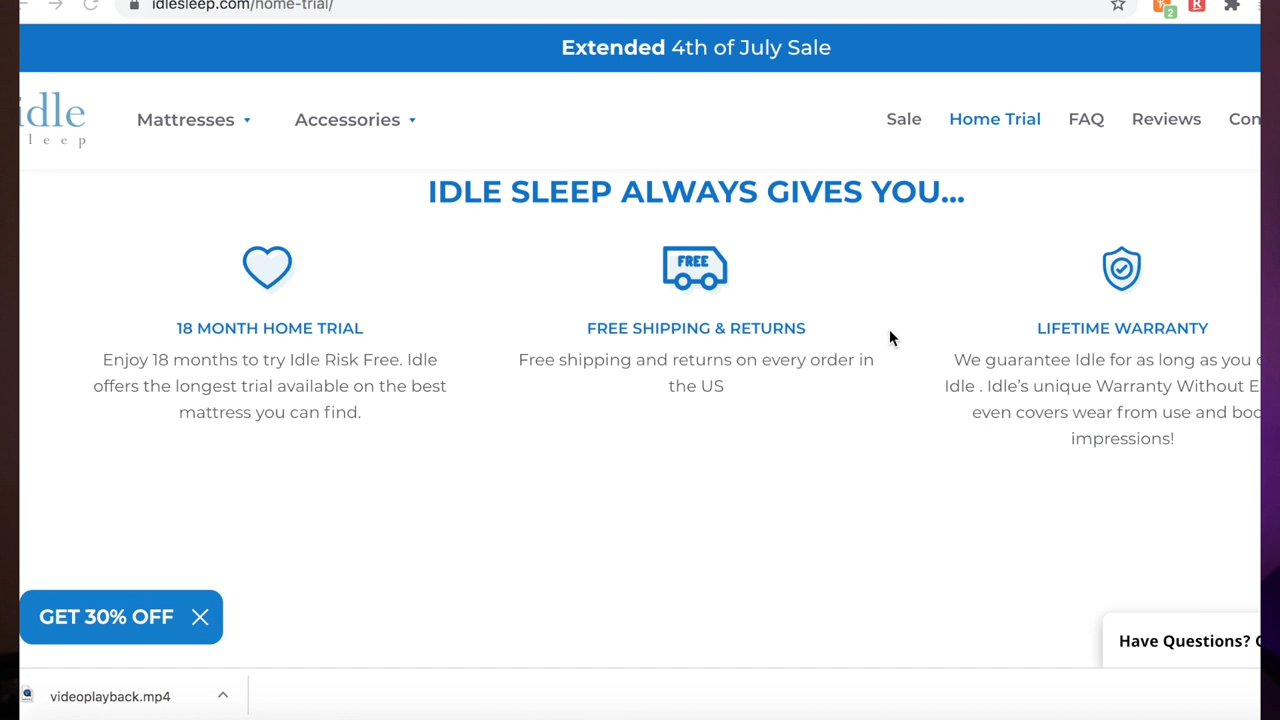 idlesleep.com/home-trial/
2
Extended 4th of July Sale
idle
sleep
Mattresses
Accessories
Sale
Home Trial
FAQ
Reviews
IDLE SLEEP ALWAYS GIVES YOU...
FREE
18 MONTH HOME TRIAL
Enjoy 18 months to try Idle Risk Free. Idle
offers the longest trial available on the best
mattress you can find.
FREE SHIPPING & RETURNS
Free shipping and returns on every order in
the US
LIFETIME WARRANTY
We guarantee Idle for as long as you
Idle . Idle’s unique Warranty Without
even covers wear from use and
impressions!
GET 30% OFF
Have Questions?
videoplayback.mp4